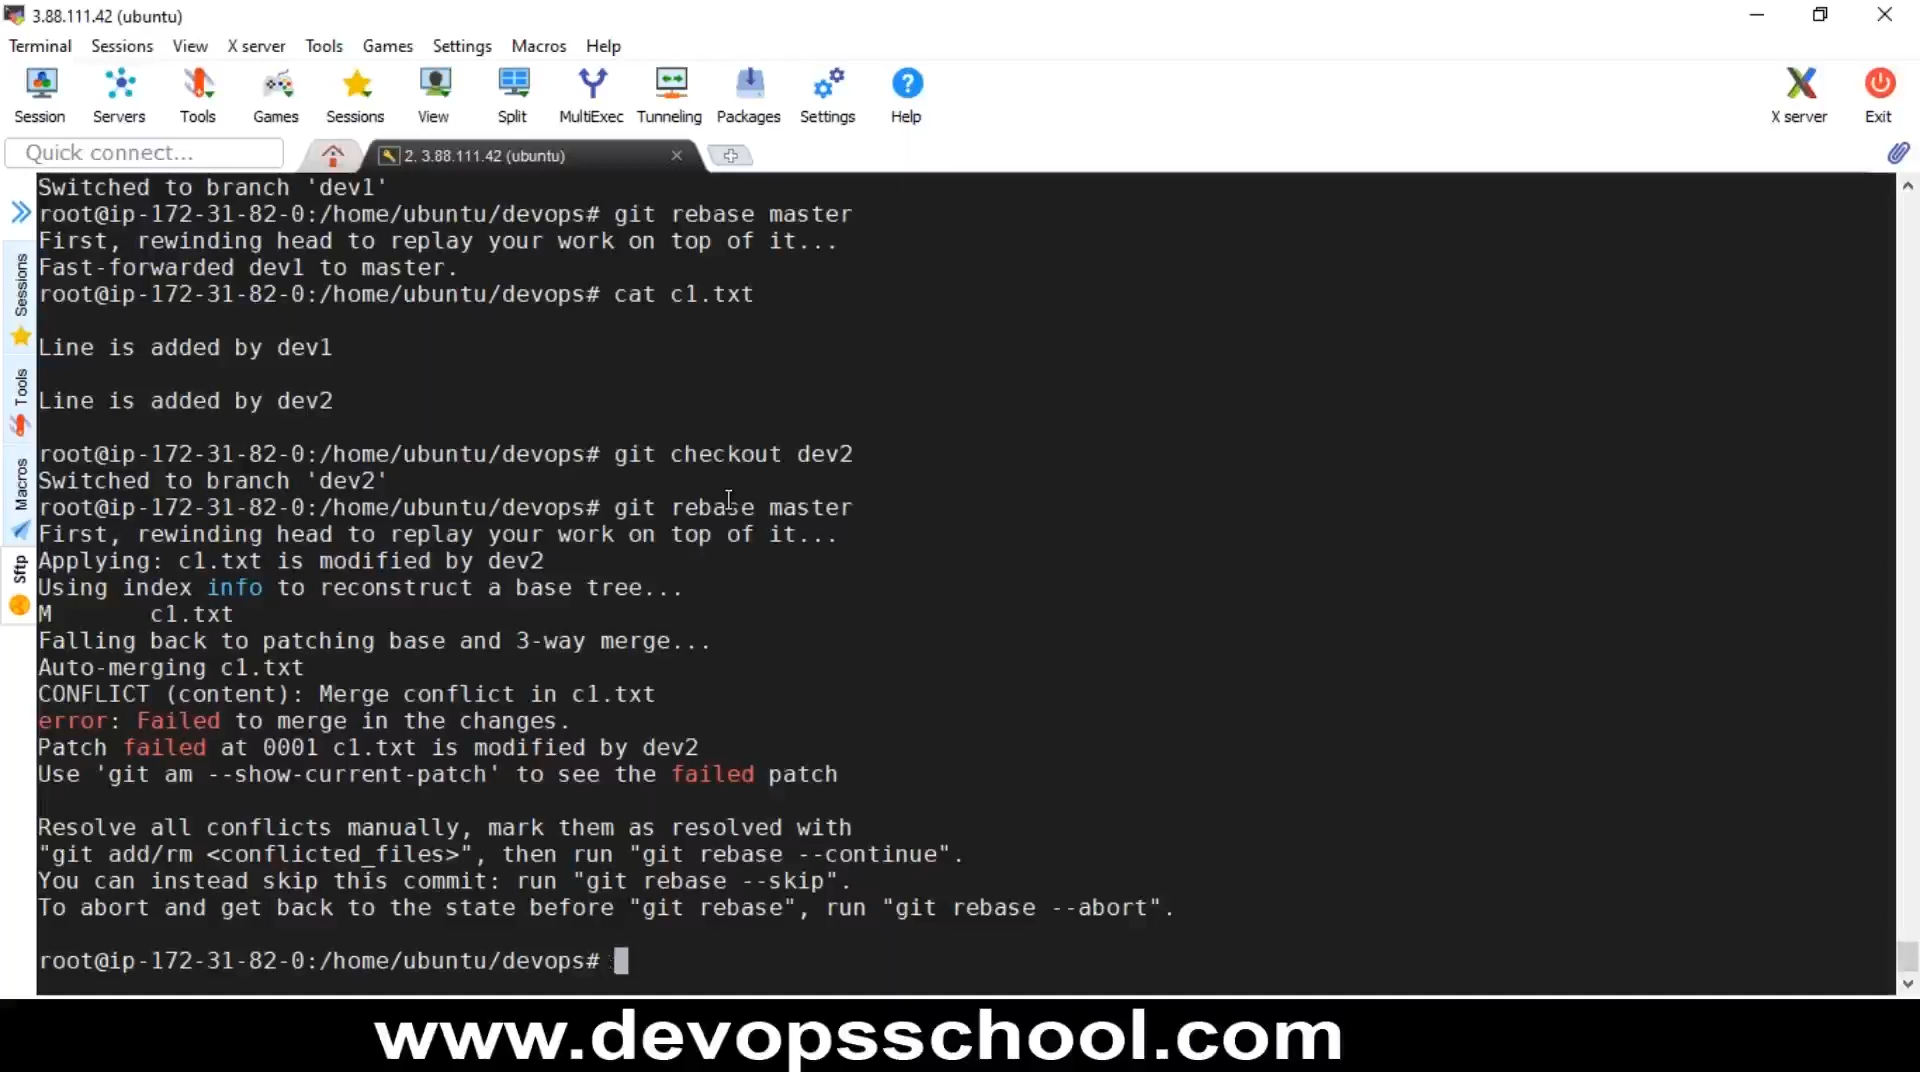 3.88.111.42 (ubuntu)
Terminal Sessions View X server Tools Games Settings Macros Help
Session Servers Tools Games Sessions View Split MultiExec Tunneling Packages Settings Help X server Exit
Quick connect...
2. 3.88.111.42 (ubuntu)
Sessions
Tools
Macros
Sftp
Switched to branch 'dev1'
root@ip-172-31-82-0:/home/ubuntu/devops# git rebase master
First, rewinding head to replay your work on top of it...
Fast-forwarded dev1 to master.
root@ip-172-31-82-0:/home/ubuntu/devops# cat c1.txt
Line is added by dev1
Line is added by dev2
root@ip-172-31-82-0:/home/ubuntu/devops# git checkout dev2
Switched to branch 'dev2'
root@ip-172-31-82-0:/home/ubuntu/devops# git rebase master
First, rewinding head to replay your work on top of it...
Applying: c1.txt is modified by dev2
Using index info to reconstruct a base tree...
M       c1.txt
Falling back to patching base and 3-way merge...
Auto-merging c1.txt
CONFLICT (content): Merge conflict in c1.txt
error: Failed to merge in the changes.
Patch failed at 0001 c1.txt is modified by dev2
Use 'git am --show-current-patch' to see the failed patch
Resolve all conflicts manually, mark them as resolved with
"git add/rm <conflicted_files>", then run "git rebase --continue".
You can instead skip this commit: run "git rebase --skip".
To abort and get back to the state before "git rebase", run "git rebase --abort".
root@ip-172-31-82-0:/home/ubuntu/devops#
www.devopsschool.com